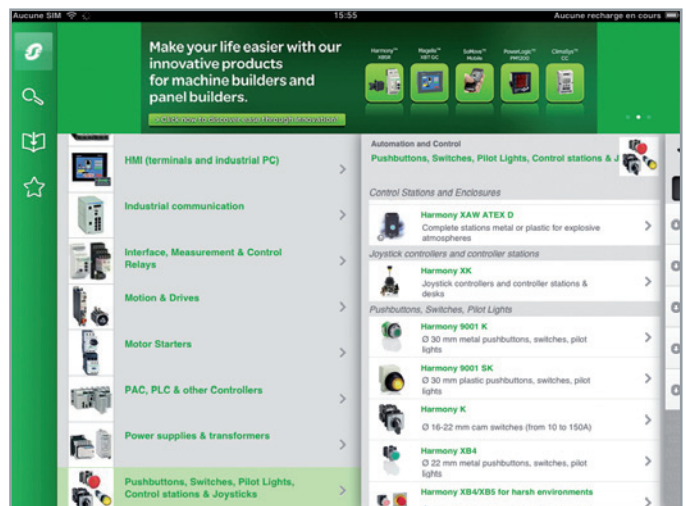 Aucune SIM
15:55
Aucune recharge en cours
Make your life easier with our
innovative products
for machine builders and
panel builders.
Harmony™
XB5R
Magelis™
XBT GC
SoMove™
Mobile
PowerLogic™
PM1200
ClimaSys™
CC
HMI (terminals and industrial PC)
Industrial communication
Interface, Measurement & Control
Relays
Motion & Drives
Motor Starters
PAC, PLC & other Controllers
Power supplies & transformers
Pushbuttons, Switches, Pilot Lights,
Control stations & Joysticks
Automation and Control
Pushbuttons, Switches, Pilot Lights, Control stations & J
Control Stations and Enclosures
Harmony XAW ATEX D
Complete stations metal or plastic for explosive
atmospheres
Joystick controllers and controller stations
Harmony XK
Joystick controllers and controller stations &
desks
Pushbuttons, Switches, Pilot Lights
Harmony 9001 K
Ø 30 mm metal pushbuttons, switches, pilot
lights
Harmony 9001 SK
Ø 30 mm plastic pushbuttons, switches, pilot
lights
Harmony K
Ø 16-22 mm cam switches (from 10 to 150A)
Harmony XB4
Ø 22 mm metal pushbuttons, switches, pilot
lights
Harmony XB4/XB5 for harsh environments